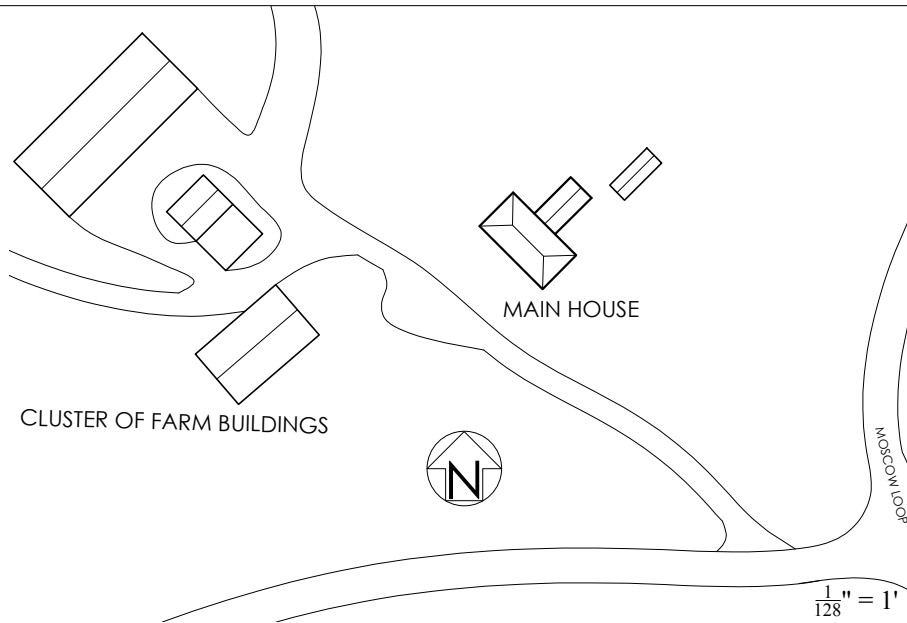 MAIN HOUSE
CLUSTER OF FARM BUILDINGS
N
MOSCOW LOOP
1/128" = 1'